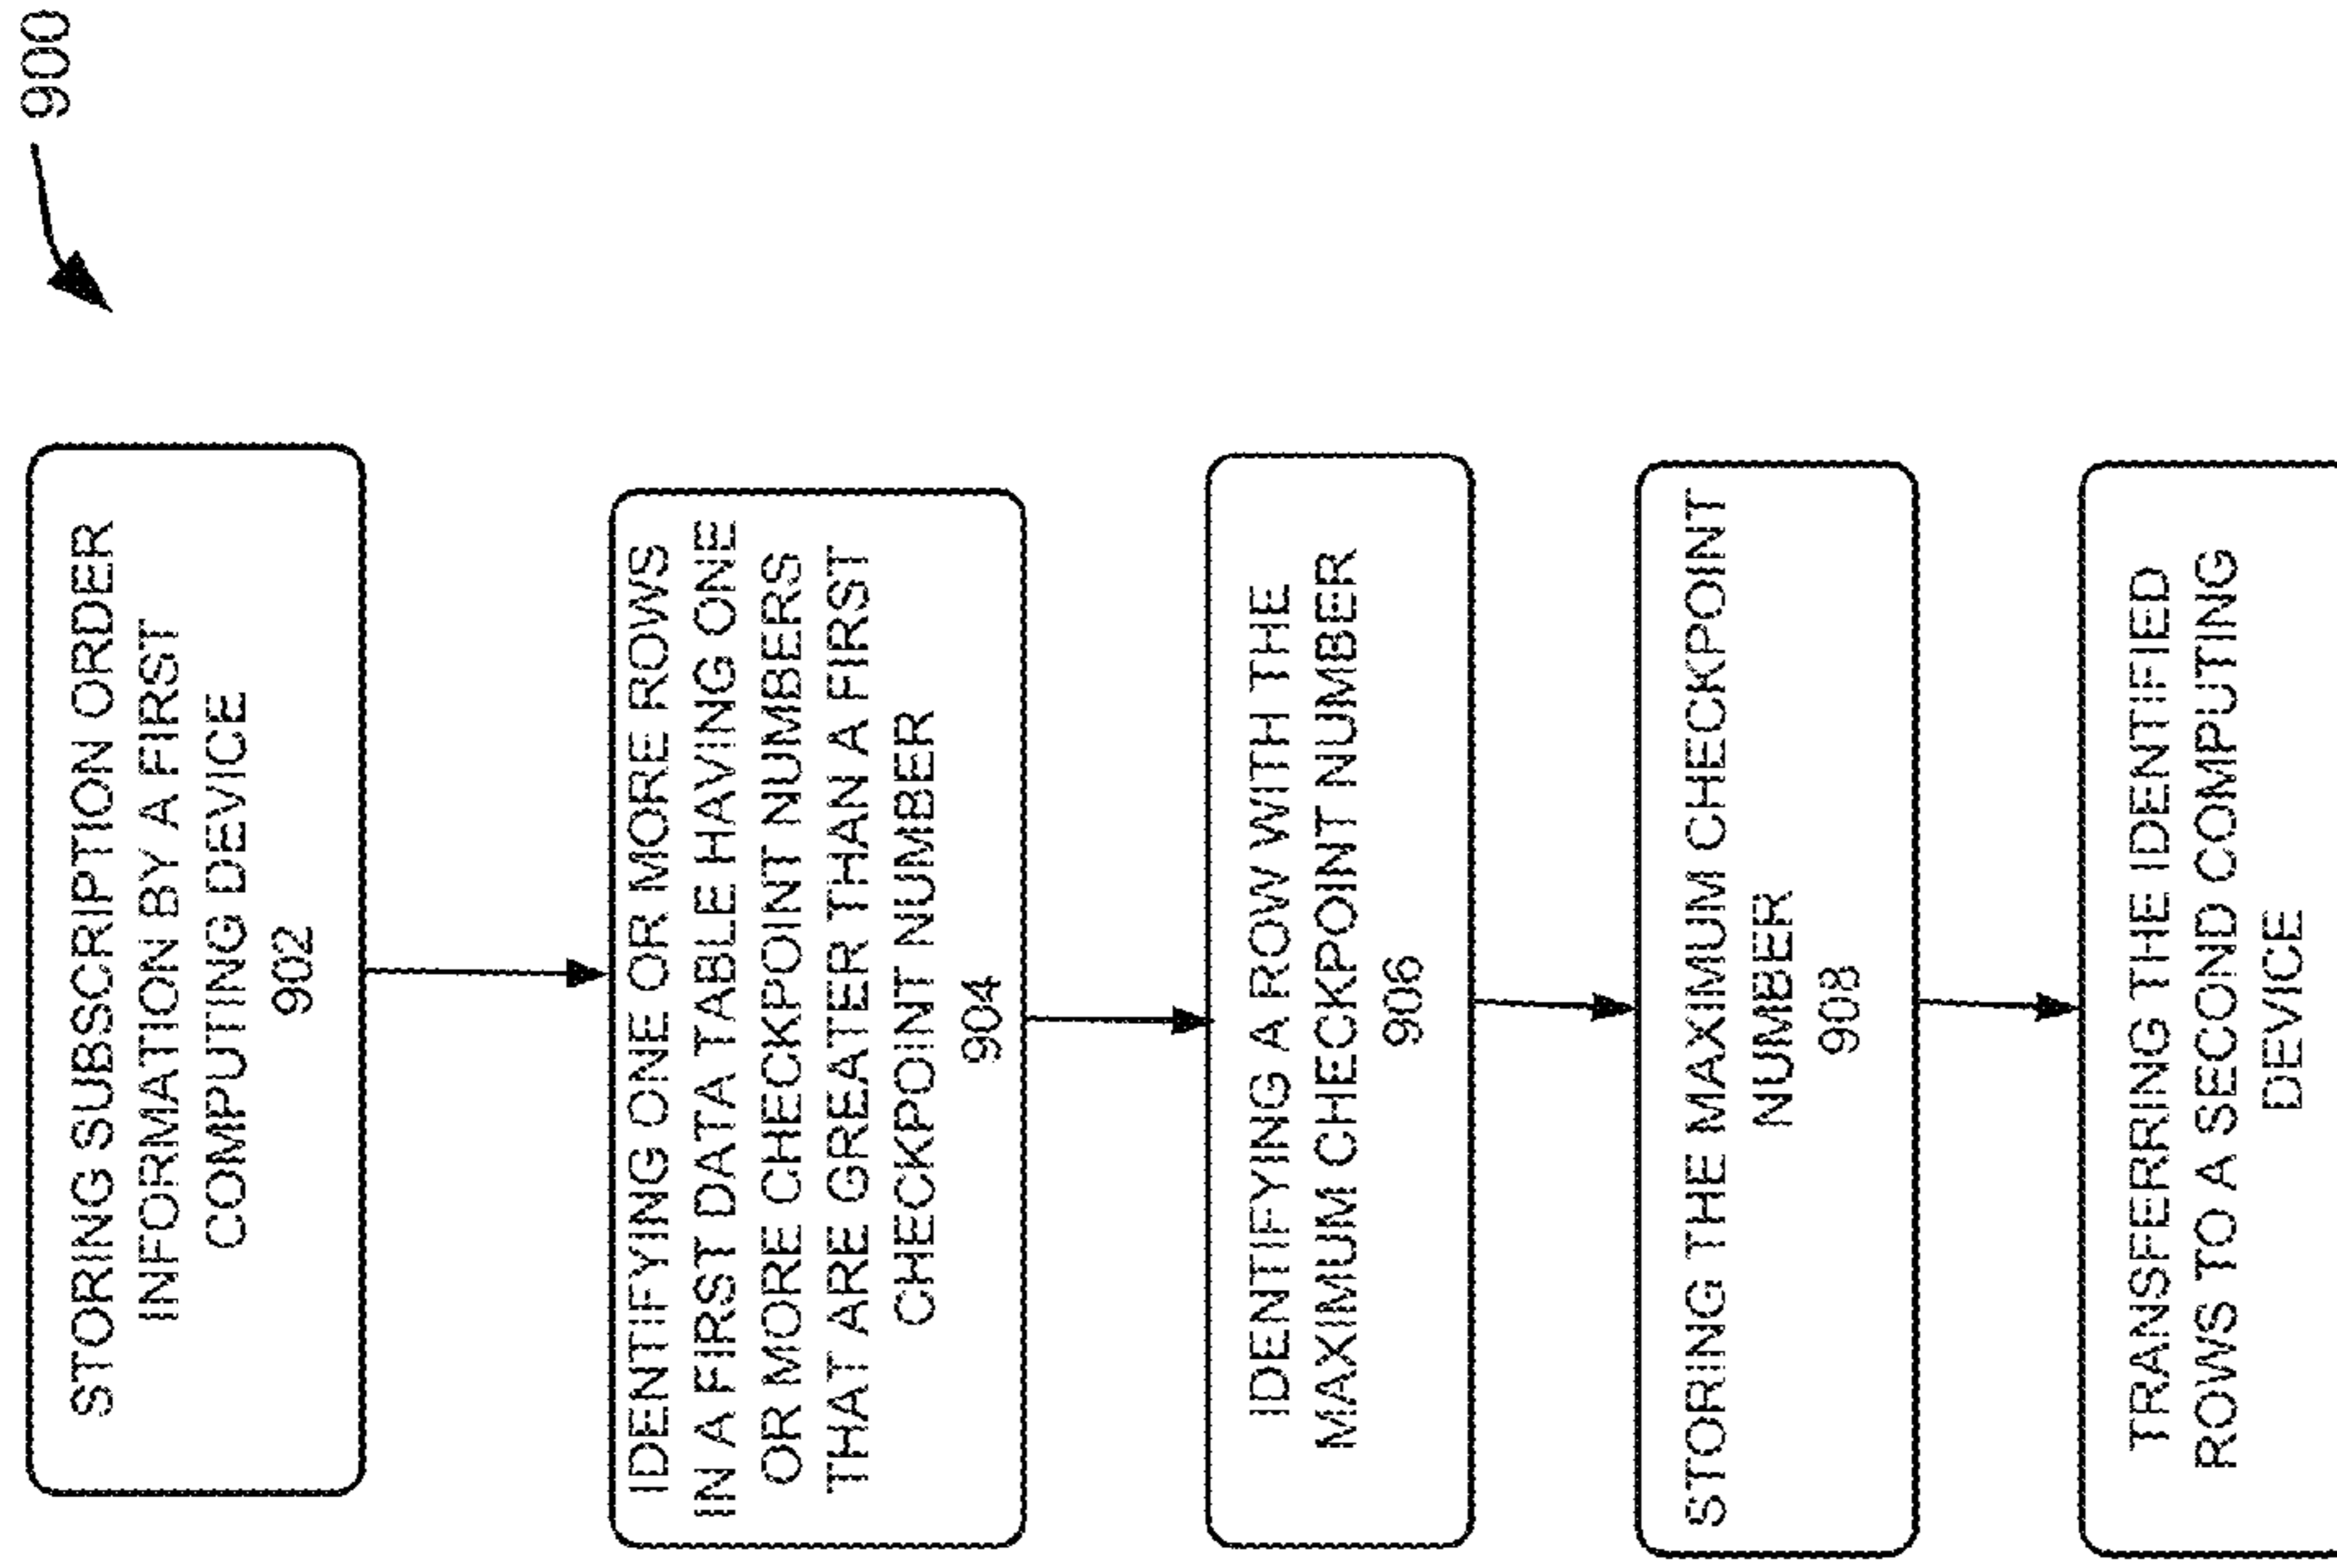 900
STORING SUBSCRIPTION ORDER
INFORMATION BY A FIRST
COMPUTING DEVICE
902
IDENTIFYING ONE OR MORE ROWS
IN A FIRST DATA TABLE HAVING ONE
OR MORE CHECKPOINT NUMBERS
THAT ARE GREATER THAN A FIRST
CHECKPOINT NUMBER
904
IDENTIFYING A ROW WITH THE
MAXIMUM CHECKPOINT NUMBER
906
STORING THE MAXIMUM CHECKPOINT
NUMBER
908
TRANSFERRING THE IDENTIFIED
ROWS TO A SECOND COMPUTING
DEVICE